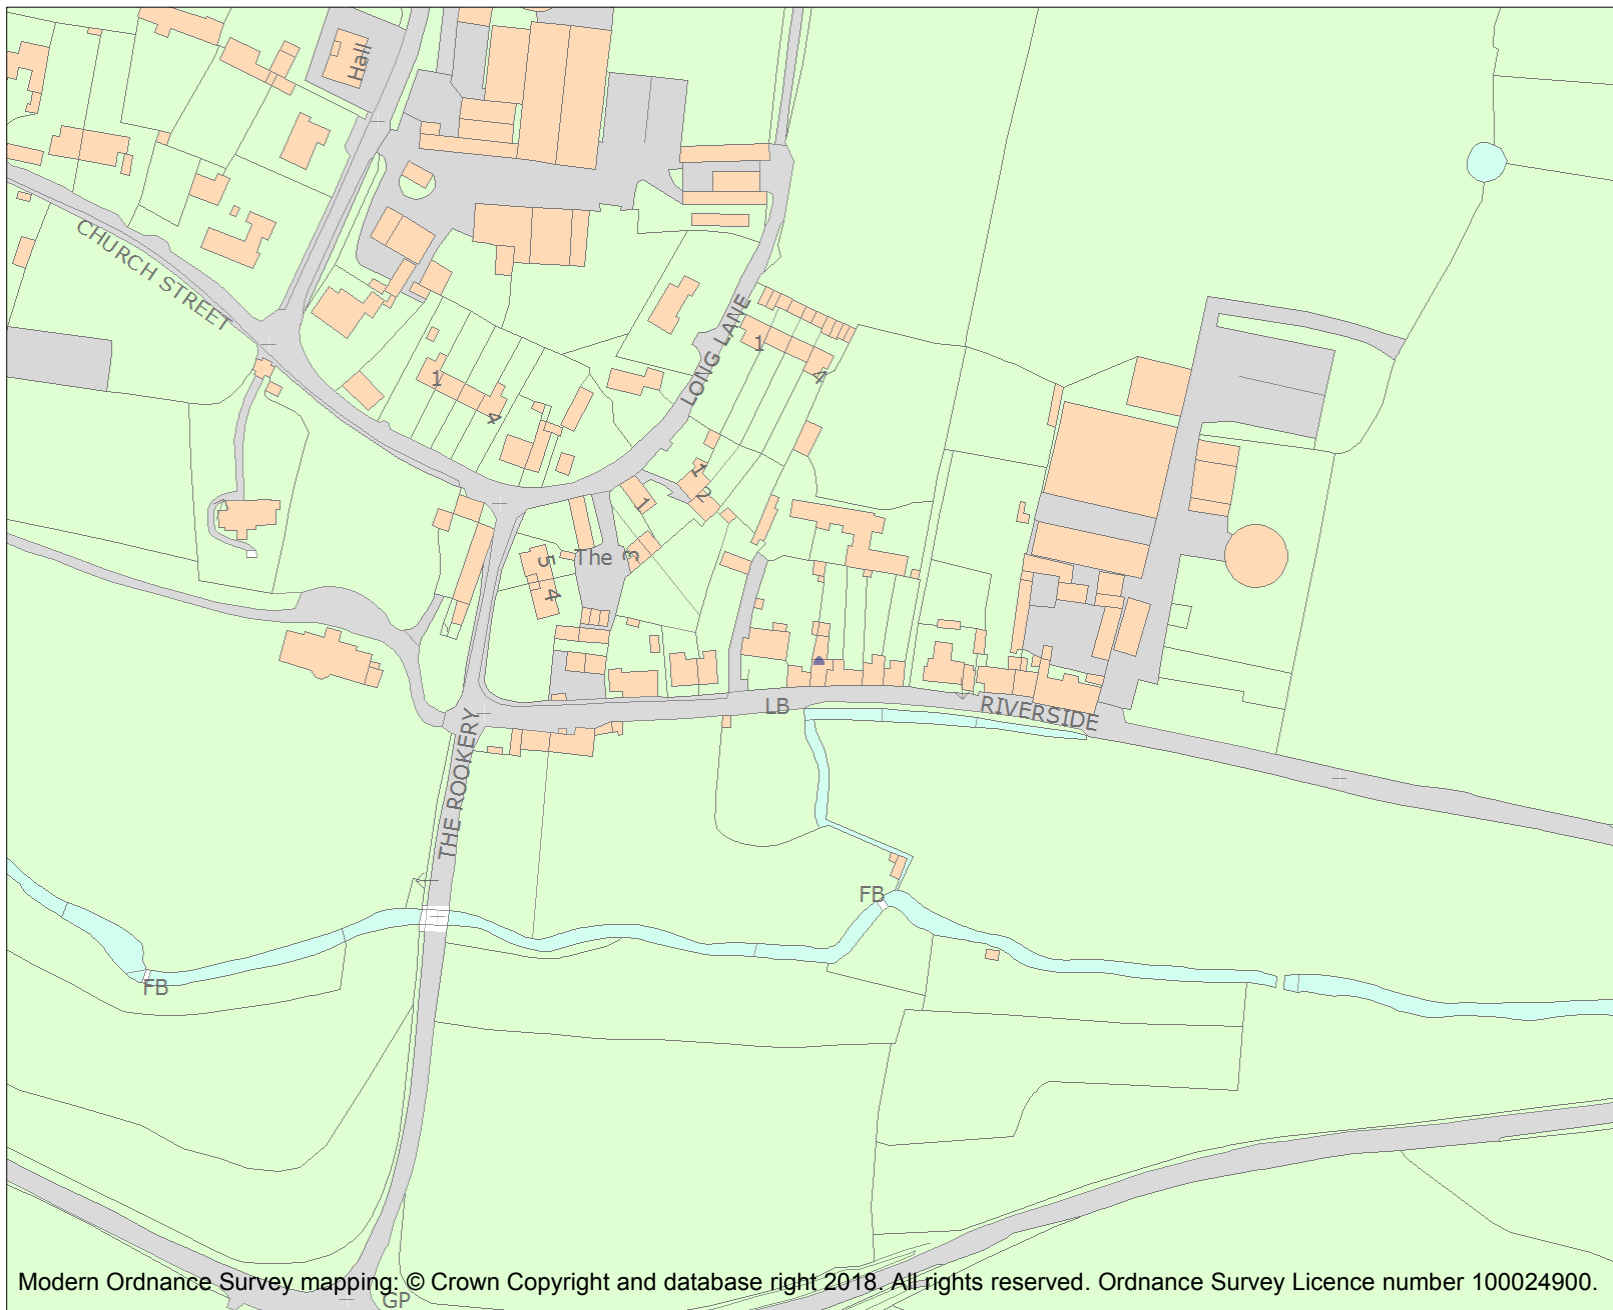 Hall
CHURCH STREET
LONG LANE
1
4
1
4
1
2
1
The
3
5
4
LB
RIVERSIDE
THE ROOKERY
FB
FB
GP
Modern Ordnance Survey mapping: © Crown Copyright and database right 2018. All rights reserved. Ordnance Survey Licence number 100024900.